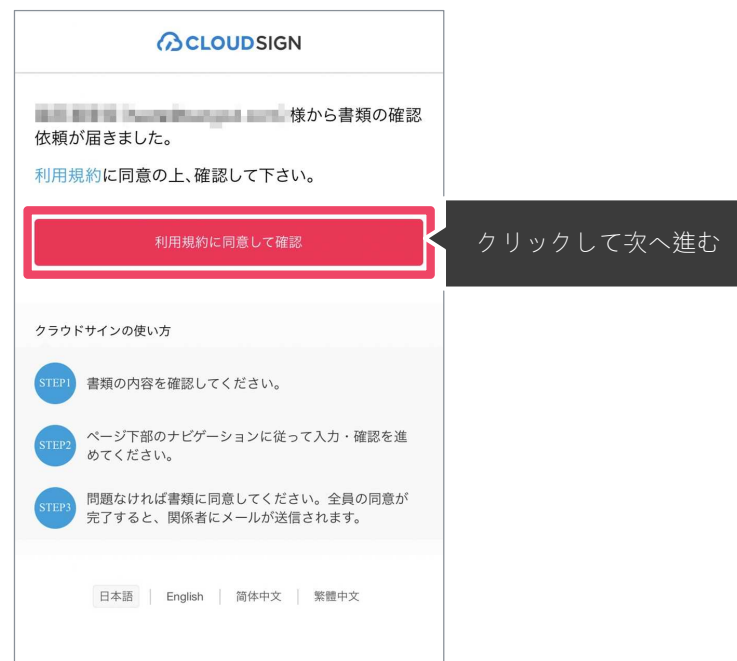 CLOUDSIGN
様から書類の確認
依頼が届きました。
利用規約に同意の上、確認して下さい。
利用規約に同意して確認
クリックして次へ進む
クラウドサインの使い方
STEP1 書類の内容を確認してください。
STEP2 ページ下部のナビゲーションに従って入力・確認を進
めてください。
STEP3 問題なければ書類に同意してください。全員の同意が
完了すると、関係者にメールが送信されます。
日本語 | English | 简体中文 | 繁體中文